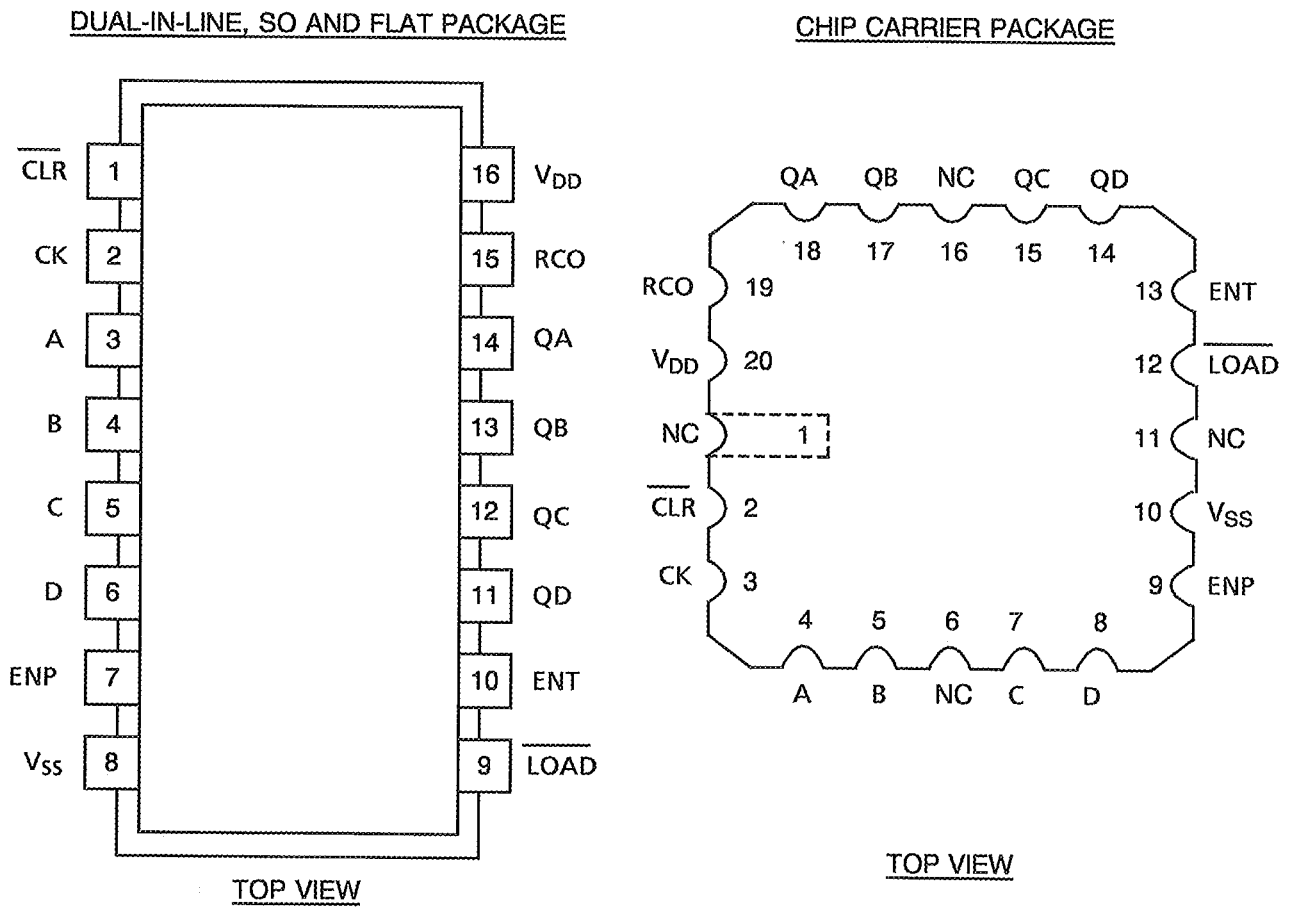 DUAL-IN-LINE, SO AND FLAT PACKAGE
CLR 1 16 VDD
CK 2 15 RCO
A 3 14 QA
B 4 13 QB
C 5 12 QC
D 6 11 QD
ENP 7 10 ENT
VSS 8 9 LOAD
TOP VIEW
CHIP CARRIER PACKAGE
QA QB NC QC QD
18 17 16 15 14
RCO 19 13 ENT
VDD 20 12 LOAD
NC 1 11 NC
CLR 2 10 VSS
CK 3 9 ENP
4 5 6 7 8
A B NC C D
TOP VIEW